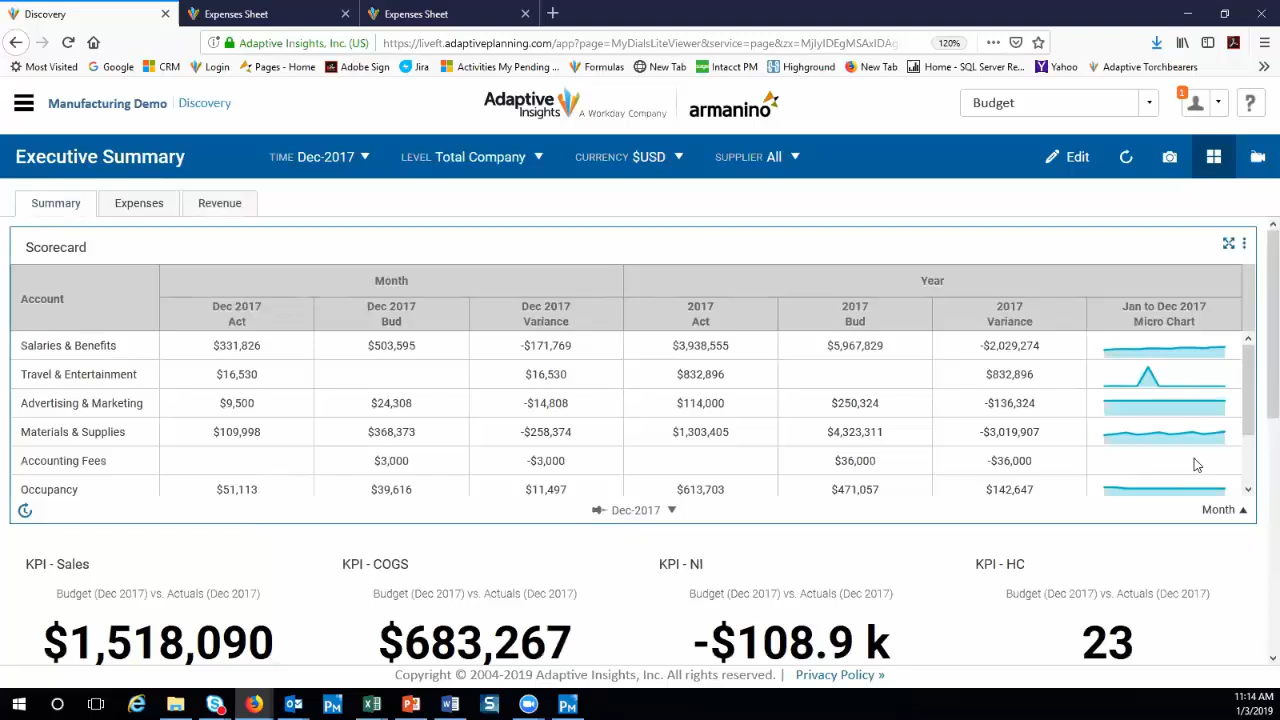 Discovery
Expenses Sheet
Expenses Sheet
Adaptive Insights, Inc. (US)
https://liveft.adaptiveplanning.com/app?page=MyDialsLiteViewer&service=page&zx=MjIyIDEgMSAxIDAg
120%
Most Visited
Google
CRM
Login
Pages - Home
Adobe Sign
Jira
Activities My Pending ...
Formulas
New Tab
Intacct PM
Highground
New Tab
Home - SQL Server Re...
Yahoo
Adaptive Torchbearers
Manufacturing Demo
Discovery
Adaptive Insights
A Workday Company
armanino
Budget
1
?
Executive Summary
TIME Dec-2017
LEVEL Total Company
CURRENCY $USD
SUPPLIER All
Edit
Summary
Expenses
Revenue
Scorecard
Account
Month
Year
Dec 2017 Act
Dec 2017 Bud
Dec 2017 Variance
2017 Act
2017 Bud
2017 Variance
Jan to Dec 2017 Micro Chart
Salaries & Benefits $331,826 $503,595 -$171,769 $3,938,555 $5,967,829 -$2,029,274
Travel & Entertainment $16,530 $16,530 $832,896 $832,896
Advertising & Marketing $9,500 $24,308 -$14,808 $114,000 $250,324 -$136,324
Materials & Supplies $109,998 $368,373 -$258,374 $1,303,405 $4,323,311 -$3,019,907
Accounting Fees $3,000 -$3,000 $36,000 -$36,000
Occupancy $51,113 $39,616 $11,497 $613,703 $471,057 $142,647
Dec-2017
Month
KPI - Sales
Budget (Dec 2017) vs. Actuals (Dec 2017)
$1,518,090
KPI - COGS
Budget (Dec 2017) vs. Actuals (Dec 2017)
$683,267
KPI - NI
Budget (Dec 2017) vs. Actuals (Dec 2017)
-$108.9 k
KPI - HC
Budget (Dec 2017) vs. Actuals (Dec 2017)
23
Copyright © 2004-2019 Adaptive Insights, Inc. All rights reserved. | Privacy Policy »
11:14 AM
1/3/2019